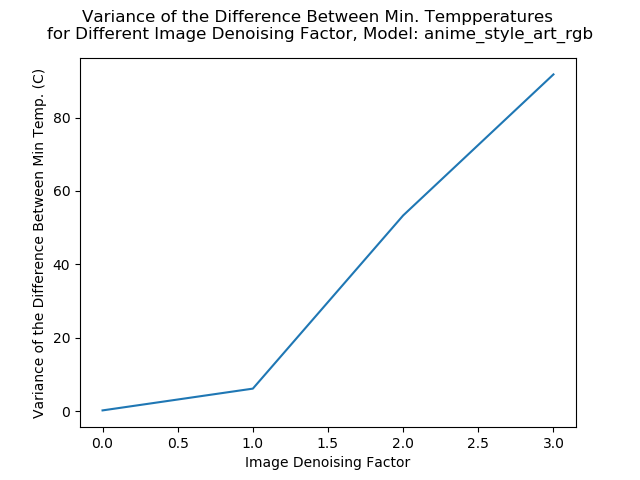 Variance of the Difference Between Min. Tempperatures
for Different Image Denoising Factor, Model: anime_style_art_rgb
Variance of the Difference Between Min Temp. (C)
80
60
40
20
0
0.0 0.5 1.0 1.5 2.0 2.5 3.0
Image Denoising Factor